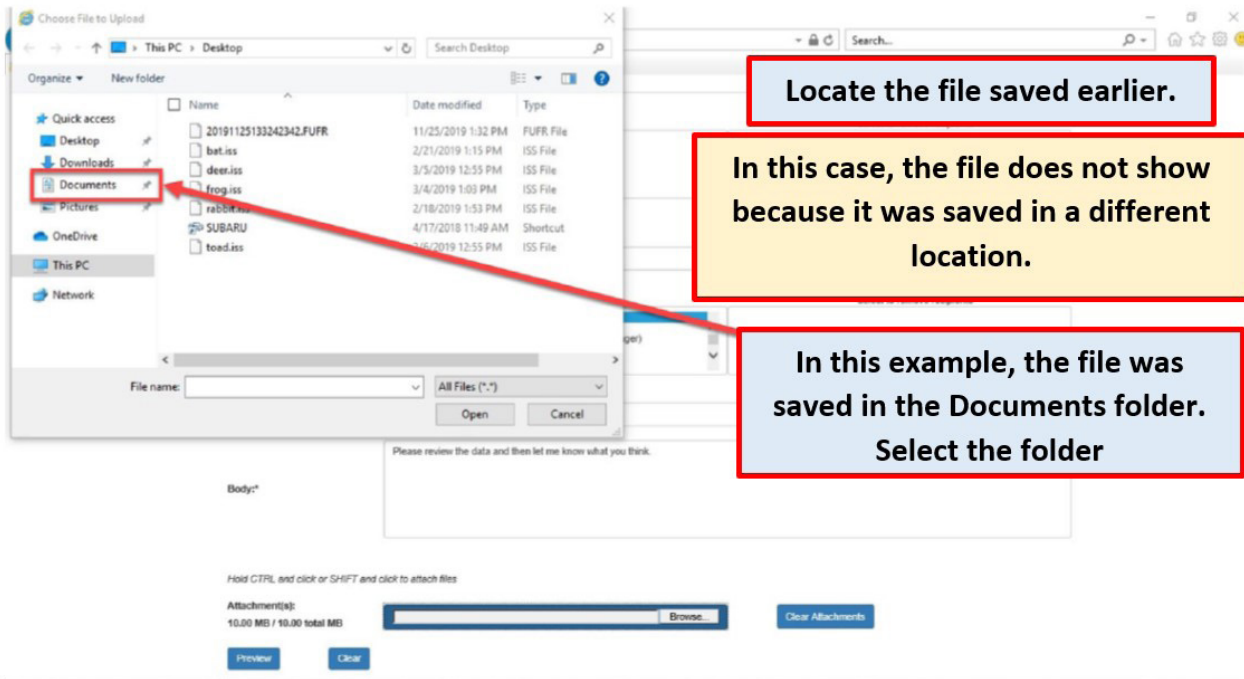 Choose File to Upload
This PC > Desktop
Search Desktop
Search...
Organize
New folder
Name
Date modified
Type
Quick access
Desktop
Downloads
Documents
Pictures
OneDrive
This PC
Network
20191125133242342.FUFR 11/25/2019 1:32 PM FUFR File
bat.iss 2/21/2019 1:15 PM ISS File
deer.iss 3/5/2019 12:55 PM ISS File
frog.iss 3/4/2019 1:03 PM ISS File
rabbit.iss 2/18/2019 1:53 PM ISS File
SUBARU 4/17/2018 11:49 AM Shortcut
toad.iss /6/2019 12:55 PM ISS File
File name:
All Files (*.*)
Open
Cancel
Locate the file saved earlier.
In this case, the file does not show
because it was saved in a different
location.
ger)
In this example, the file was
saved in the Documents folder.
Select the folder
Please review the data and then let me know what you think.
Body:*
Hold CTRL and click or SHIFT and click to attach files
Attachment(s):
10.00 MB / 10.00 total MB
Browse...
Clear Attachments
Preview
Clear